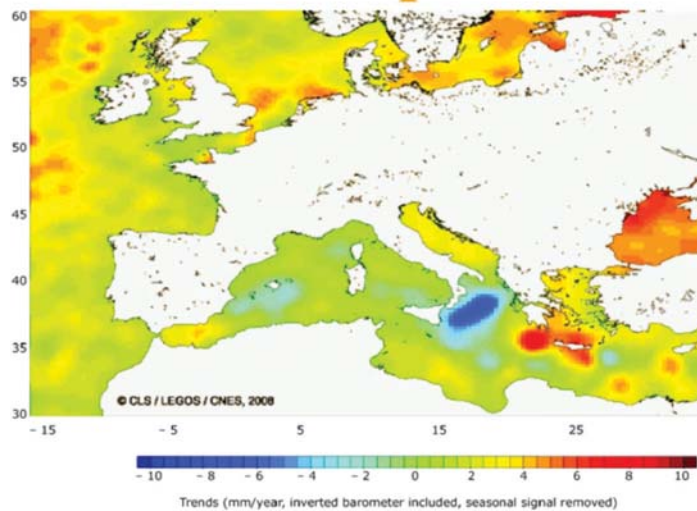 60
55
50
45
40
35
30
© CLS / LEGOS / CNES, 2008
– 15 – 5 5 15 25
– 10 – 8 – 6 – 4 – 2 0 2 4 6 8 10
Trends (mm/year, inverted barometer included, seasonal signal removed)